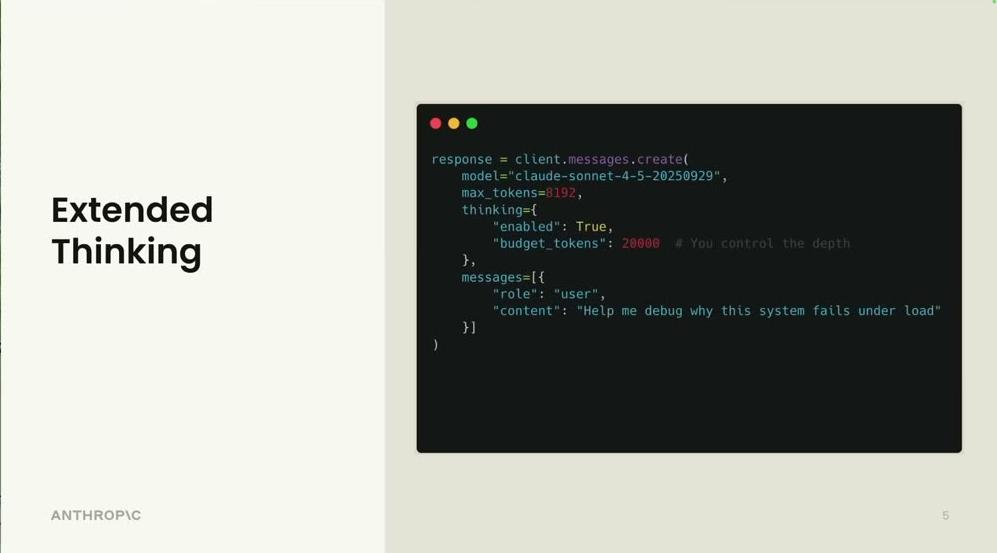 Extended
Thinking
response = client.messages.create(
    model="claude-sonnet-4-5-20250929",
    max_tokens=8192,
    thinking={
        "enabled": True,
        "budget_tokens": 20000  # You control the depth
    },
    messages=[{
        "role": "user",
        "content": "Help me debug why this system fails under load"
    }]
)
ANTHROP\C
5